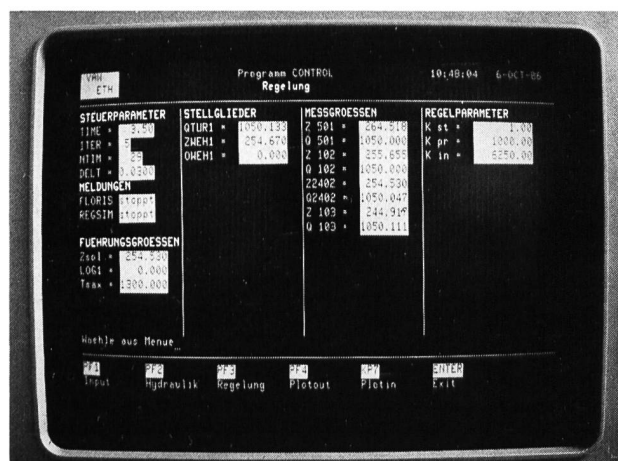 VAW
ETH
Programm CONTROL
Regelung
10:48:04 6-OCT-86
STEUERPARAMETER
TIME = 3.50
ITER = 5
NTIM = 25
DELT = 0.0300
MELDUNGEN
FLORIS stoppt
REGSIM stoppt
FUEHRUNGSGROESSEN
Zsol = 254.530
LOG1 = 0.000
Tmax = 1300.000
STELLGLIEDER
QTUR1 = 1050.133
ZWEH1 = 254.670
OWEH1 = 0.000
MESSGROESSEN
Z 501 = 264.518
Q 501 = 1050.000
Z 102 = 255.655
Q 102 = 1050.000
Z2402 = 254.530
Q2402 = 1050.047
Z 103 = 244.915
Q 103 = 1050.111
REGELPARAMETER
K st = 1.00
K pr = 1000.00
K in = 6250.00
Waehle aus Menue
PF1 PF2 PF3 PF4 KP7 ENTER
Input Hydraulik Regelung Plotout Plotin Exit